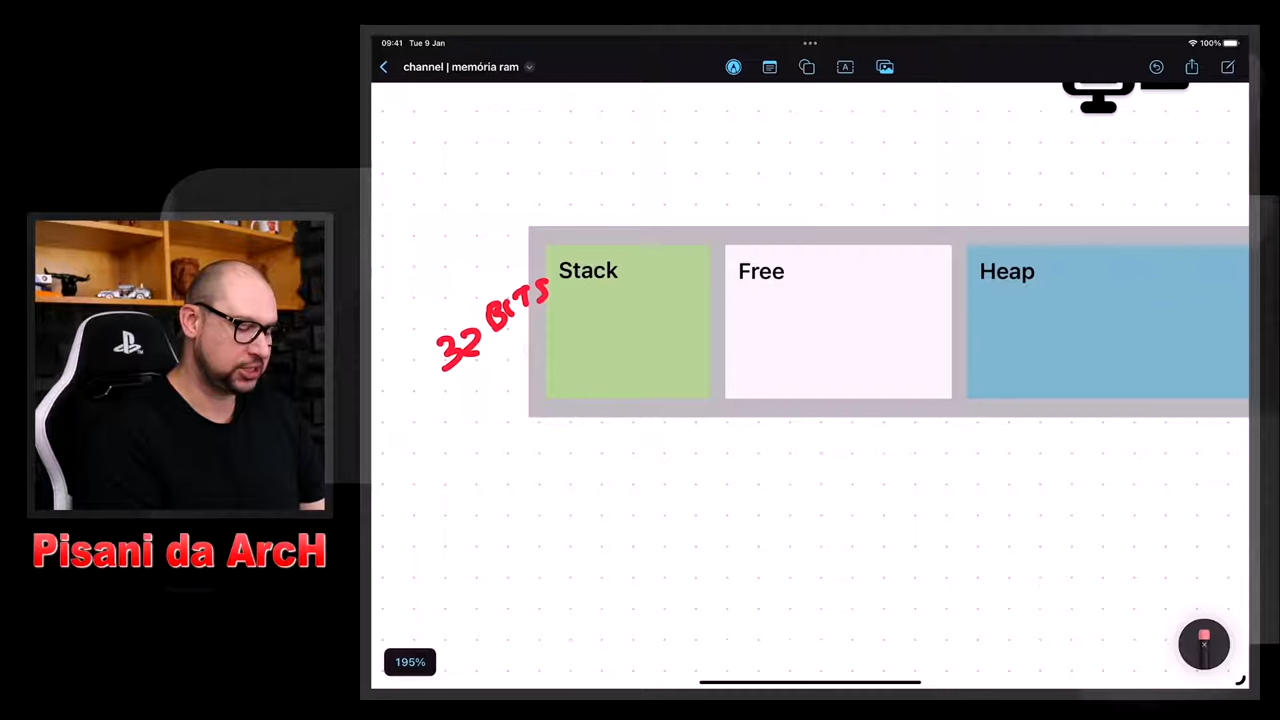 09:41 Tue 9 Jan
100%
channel | memória ram
A
Stack
Free
Heap
32 BITS
Pisani da ArcH
195%